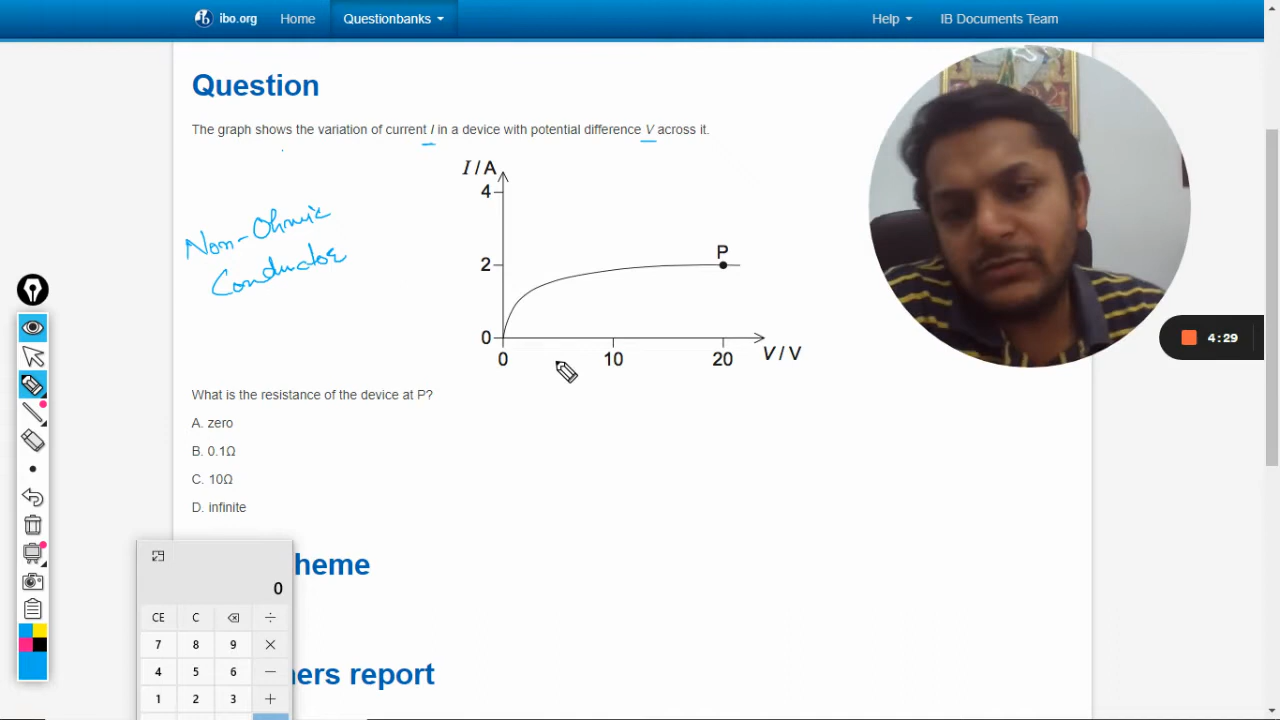 ibo.org Home Questionbanks Help IB Documents Team
Question
The graph shows the variation of current I in a device with potential difference V across it.
I / A
4
P
2
0
0 10 20 V / V
Non-Ohmic
Conductor
4:29
What is the resistance of the device at P?
A. zero
B. 0.1Ω
C. 10Ω
D. infinite
heme
0
CE C ÷
7 8 9 ×
4 5 6 −
1 2 3 +
ners report